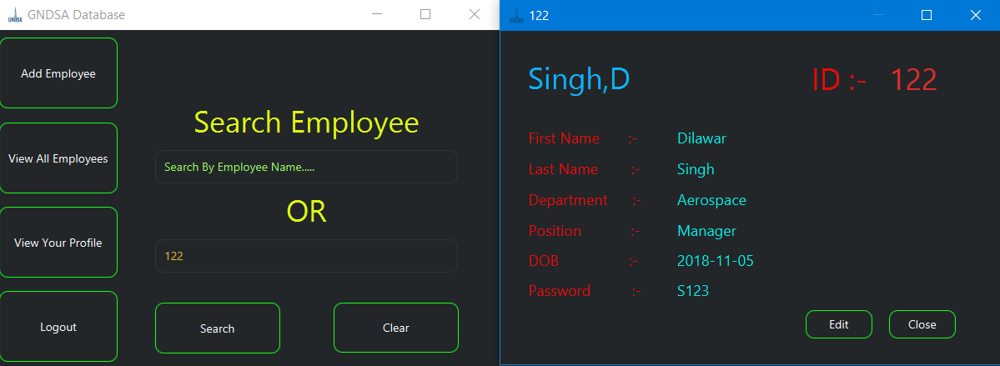 GNDSA GNDSA Database
Add Employee
View All Employees
View Your Profile
Logout
Search Employee
Search By Employee Name.....
OR
122
Search Clear
GNDSA 122
Singh,D ID :- 122
First Name :- Dilawar
Last Name :- Singh
Department :- Aerospace
Position :- Manager
DOB :- 2018-11-05
Password :- S123
Edit Close